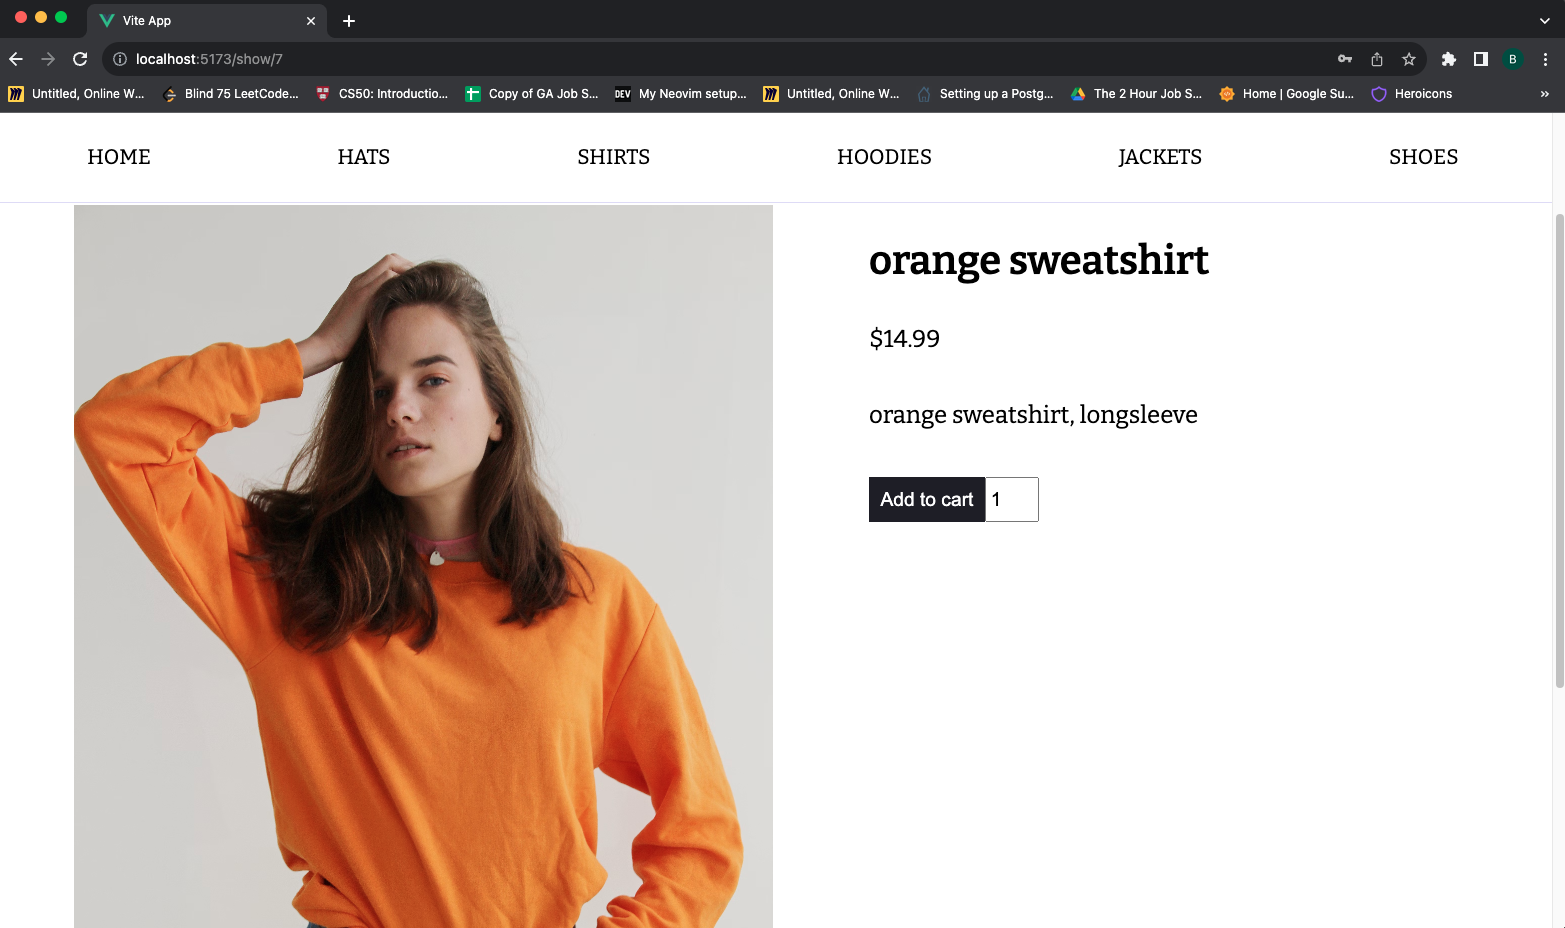 Vite App
localhost:5173/show/7
B
Untitled, Online W...
Blind 75 LeetCode...
CS50: Introductio...
Copy of GA Job S...
DEV
My Neovim setup...
Untitled, Online W...
Setting up a Postg...
The 2 Hour Job S...
Home | Google Su...
Heroicons
»
HOME
HATS
SHIRTS
HOODIES
JACKETS
SHOES
orange sweatshirt
$14.99
orange sweatshirt, longsleeve
Add to cart
1